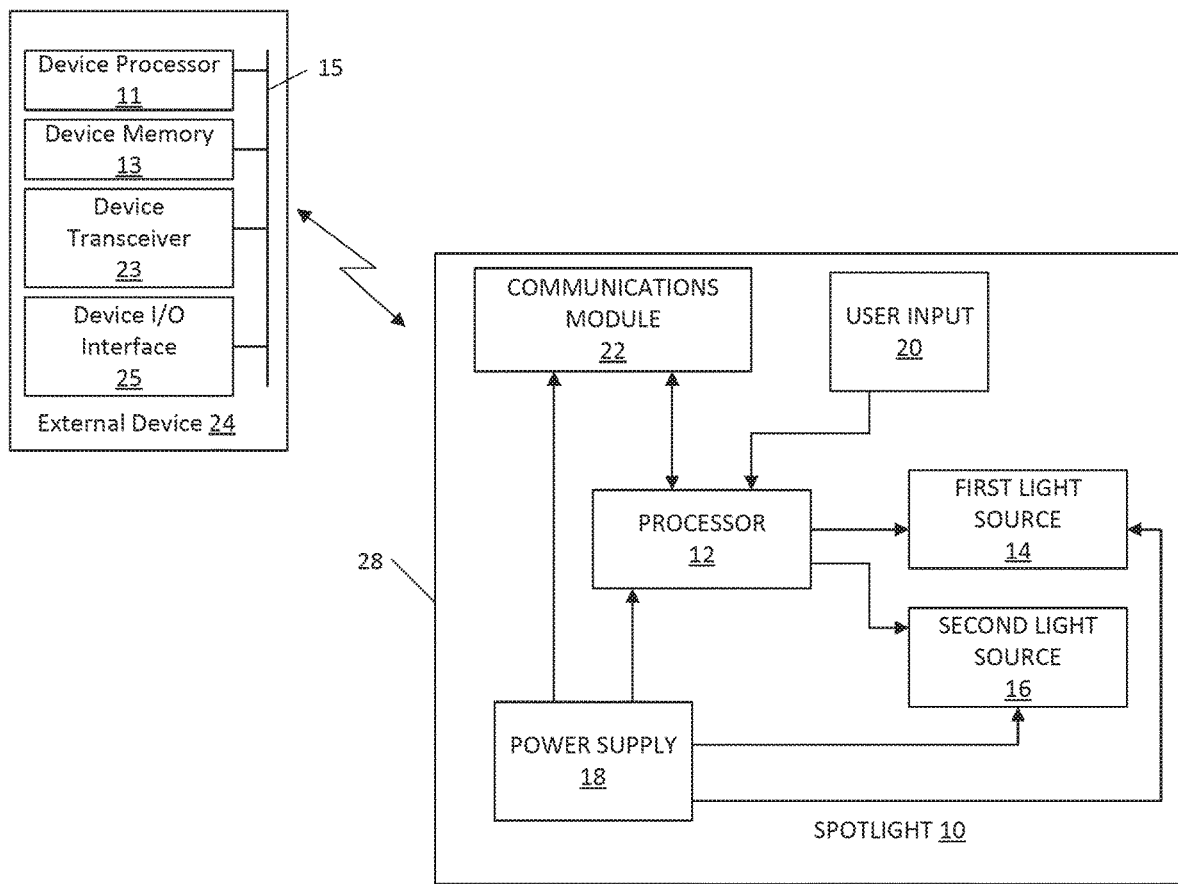 Device Processor
11
Device Memory
13
Device
Transceiver
23
Device I/O
Interface
25
External Device 24
15
COMMUNICATIONS
MODULE
22
USER INPUT
20
PROCESSOR
12
FIRST LIGHT
SOURCE
14
28
SECOND LIGHT
SOURCE
16
POWER SUPPLY
18
SPOTLIGHT 10